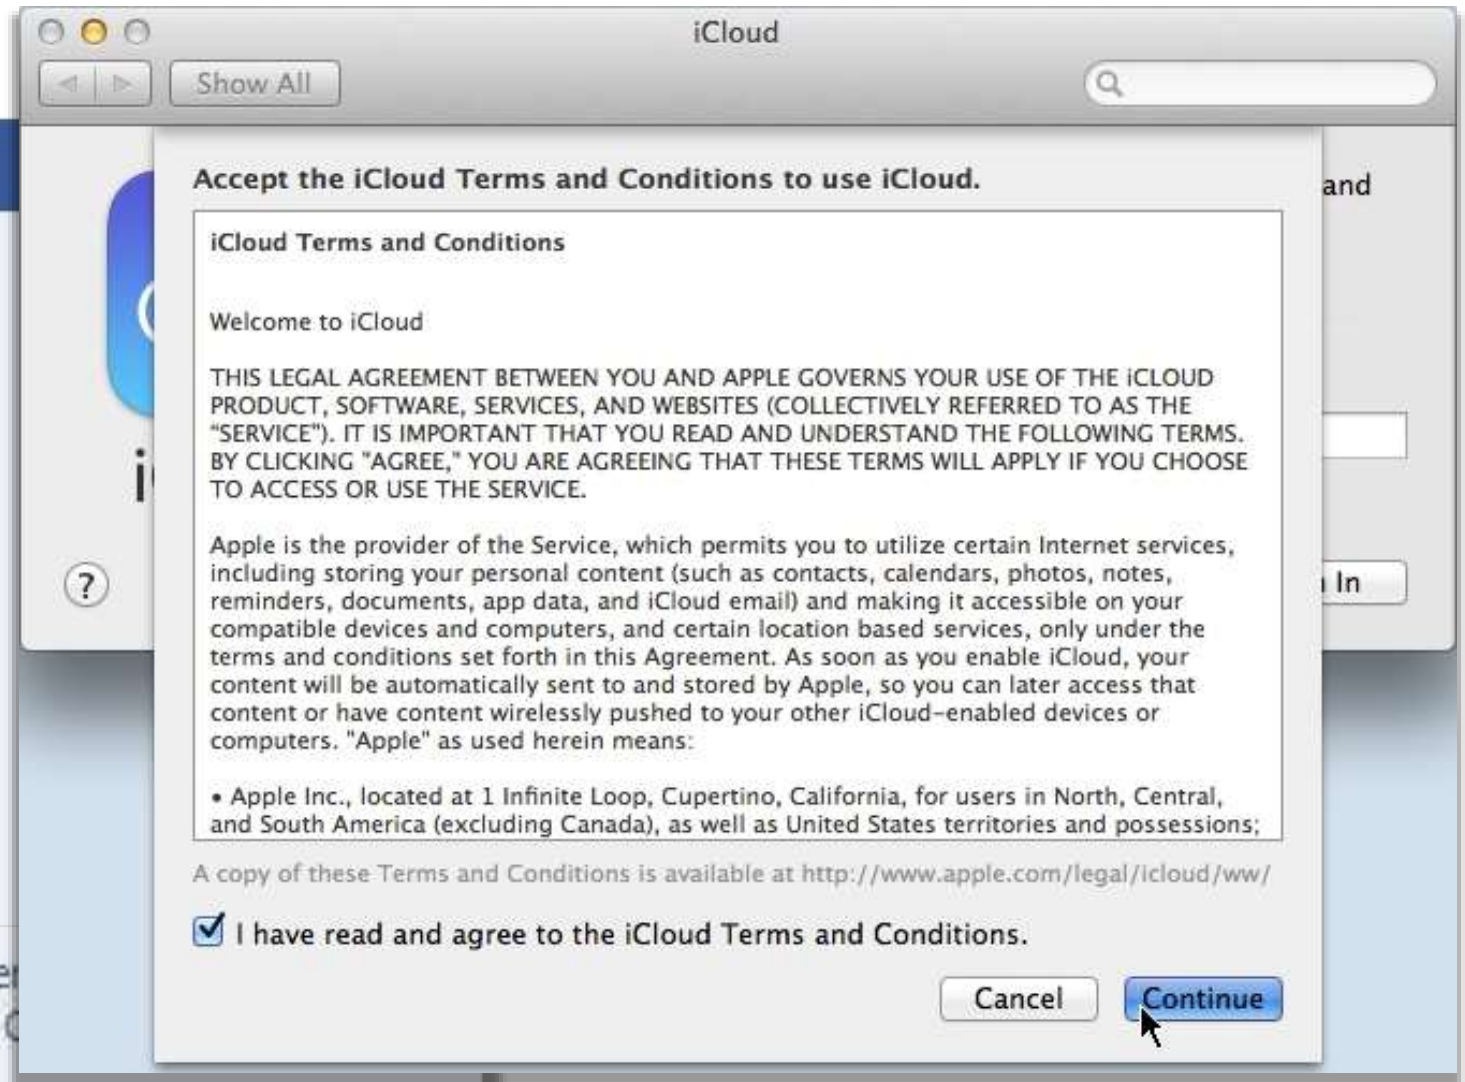 iCloud
Show All
and
Accept the iCloud Terms and Conditions to use iCloud.
iCloud Terms and Conditions
Welcome to iCloud
THIS LEGAL AGREEMENT BETWEEN YOU AND APPLE GOVERNS YOUR USE OF THE iCLOUD
PRODUCT, SOFTWARE, SERVICES, AND WEBSITES (COLLECTIVELY REFERRED TO AS THE
“SERVICE”). IT IS IMPORTANT THAT YOU READ AND UNDERSTAND THE FOLLOWING TERMS.
BY CLICKING "AGREE," YOU ARE AGREEING THAT THESE TERMS WILL APPLY IF YOU CHOOSE
TO ACCESS OR USE THE SERVICE.
Apple is the provider of the Service, which permits you to utilize certain Internet services,
including storing your personal content (such as contacts, calendars, photos, notes,
reminders, documents, app data, and iCloud email) and making it accessible on your
compatible devices and computers, and certain location based services, only under the
terms and conditions set forth in this Agreement. As soon as you enable iCloud, your
content will be automatically sent to and stored by Apple, so you can later access that
content or have content wirelessly pushed to your other iCloud-enabled devices or
computers. "Apple" as used herein means:
• Apple Inc., located at 1 Infinite Loop, Cupertino, California, for users in North, Central,
and South America (excluding Canada), as well as United States territories and possessions;
?
In
A copy of these Terms and Conditions is available at http://www.apple.com/legal/icloud/ww/
I have read and agree to the iCloud Terms and Conditions.
Cancel
Continue